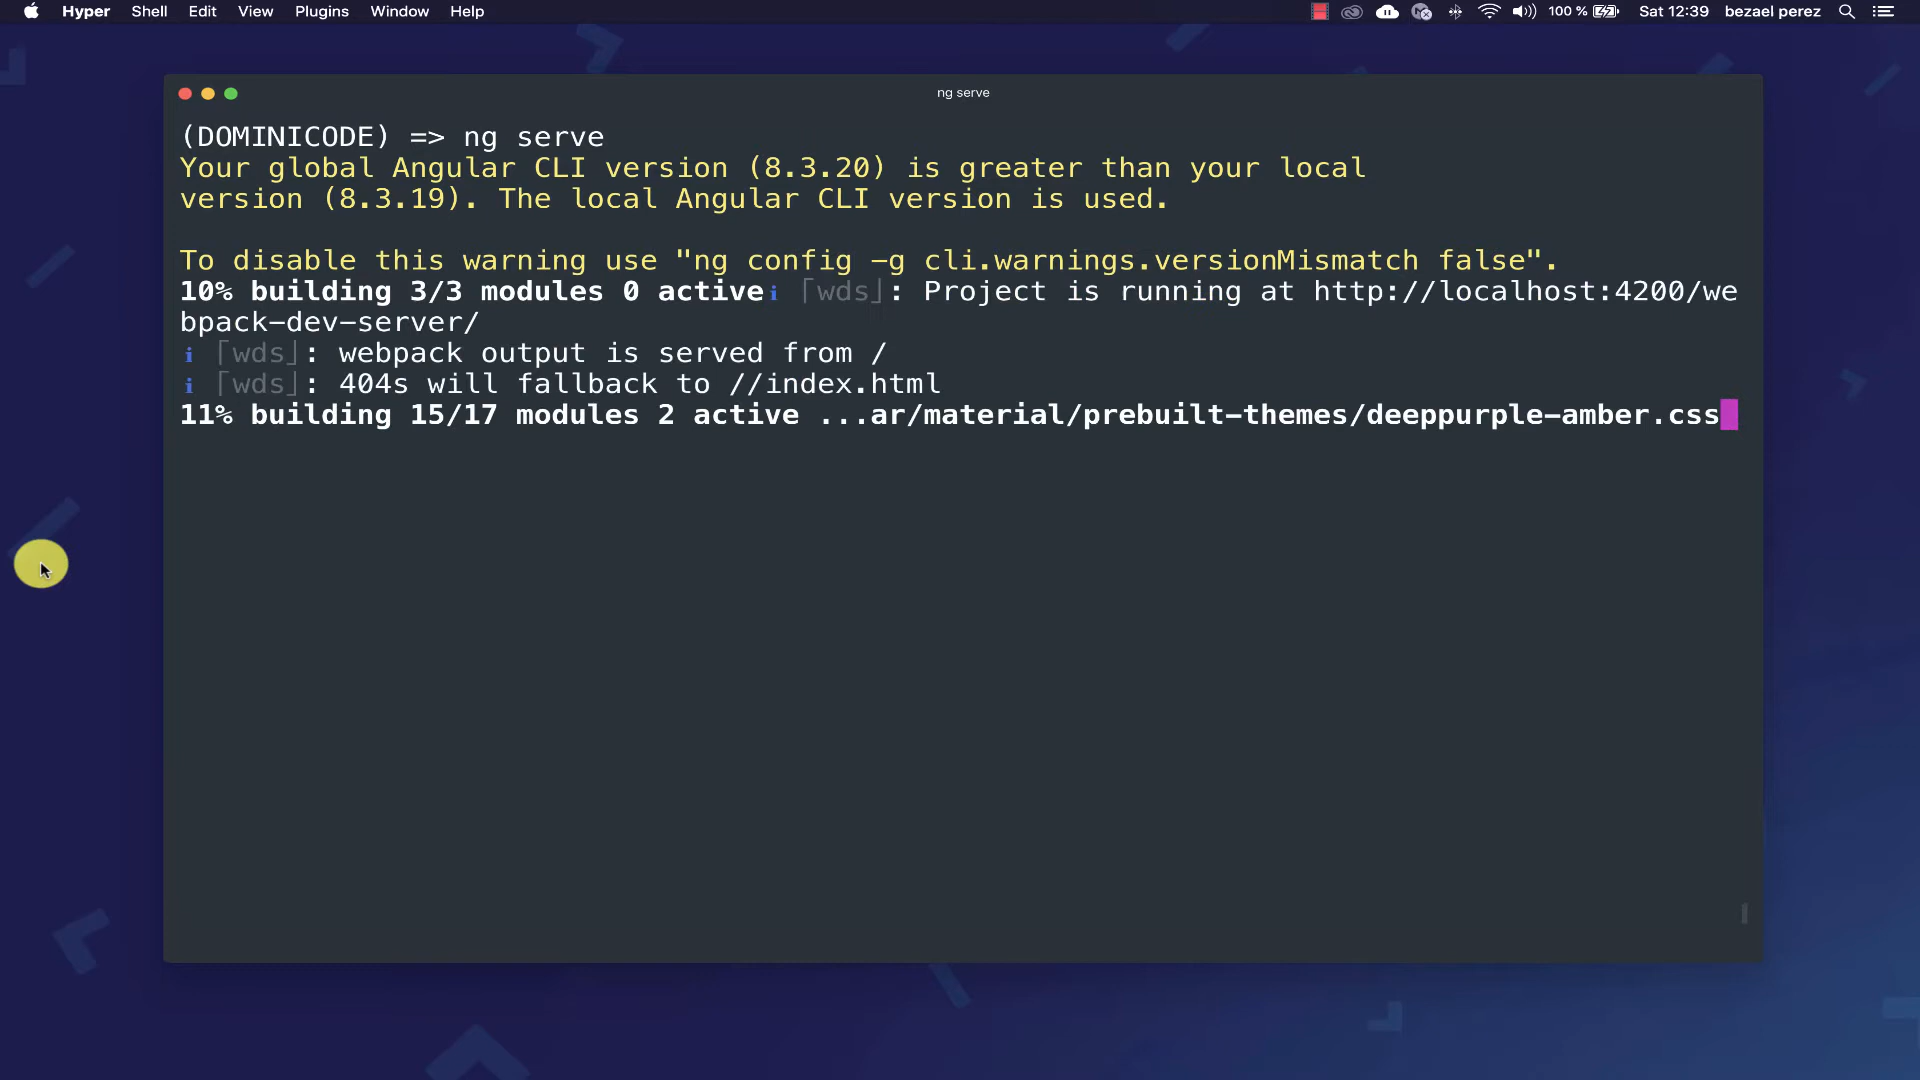 Hyper Shell Edit View Plugins Window Help 100 % Sat 12:39 bezael perez
ng serve
(DOMINICODE) => ng serve
Your global Angular CLI version (8.3.20) is greater than your local
version (8.3.19). The local Angular CLI version is used.
To disable this warning use "ng config -g cli.warnings.versionMismatch false".
10% building 3/3 modules 0 activeℹ ｢wds｣: Project is running at http://localhost:4200/we
bpack-dev-server/
ℹ ｢wds｣: webpack output is served from /
ℹ ｢wds｣: 404s will fallback to //index.html
11% building 15/17 modules 2 active ...ar/material/prebuilt-themes/deeppurple-amber.css